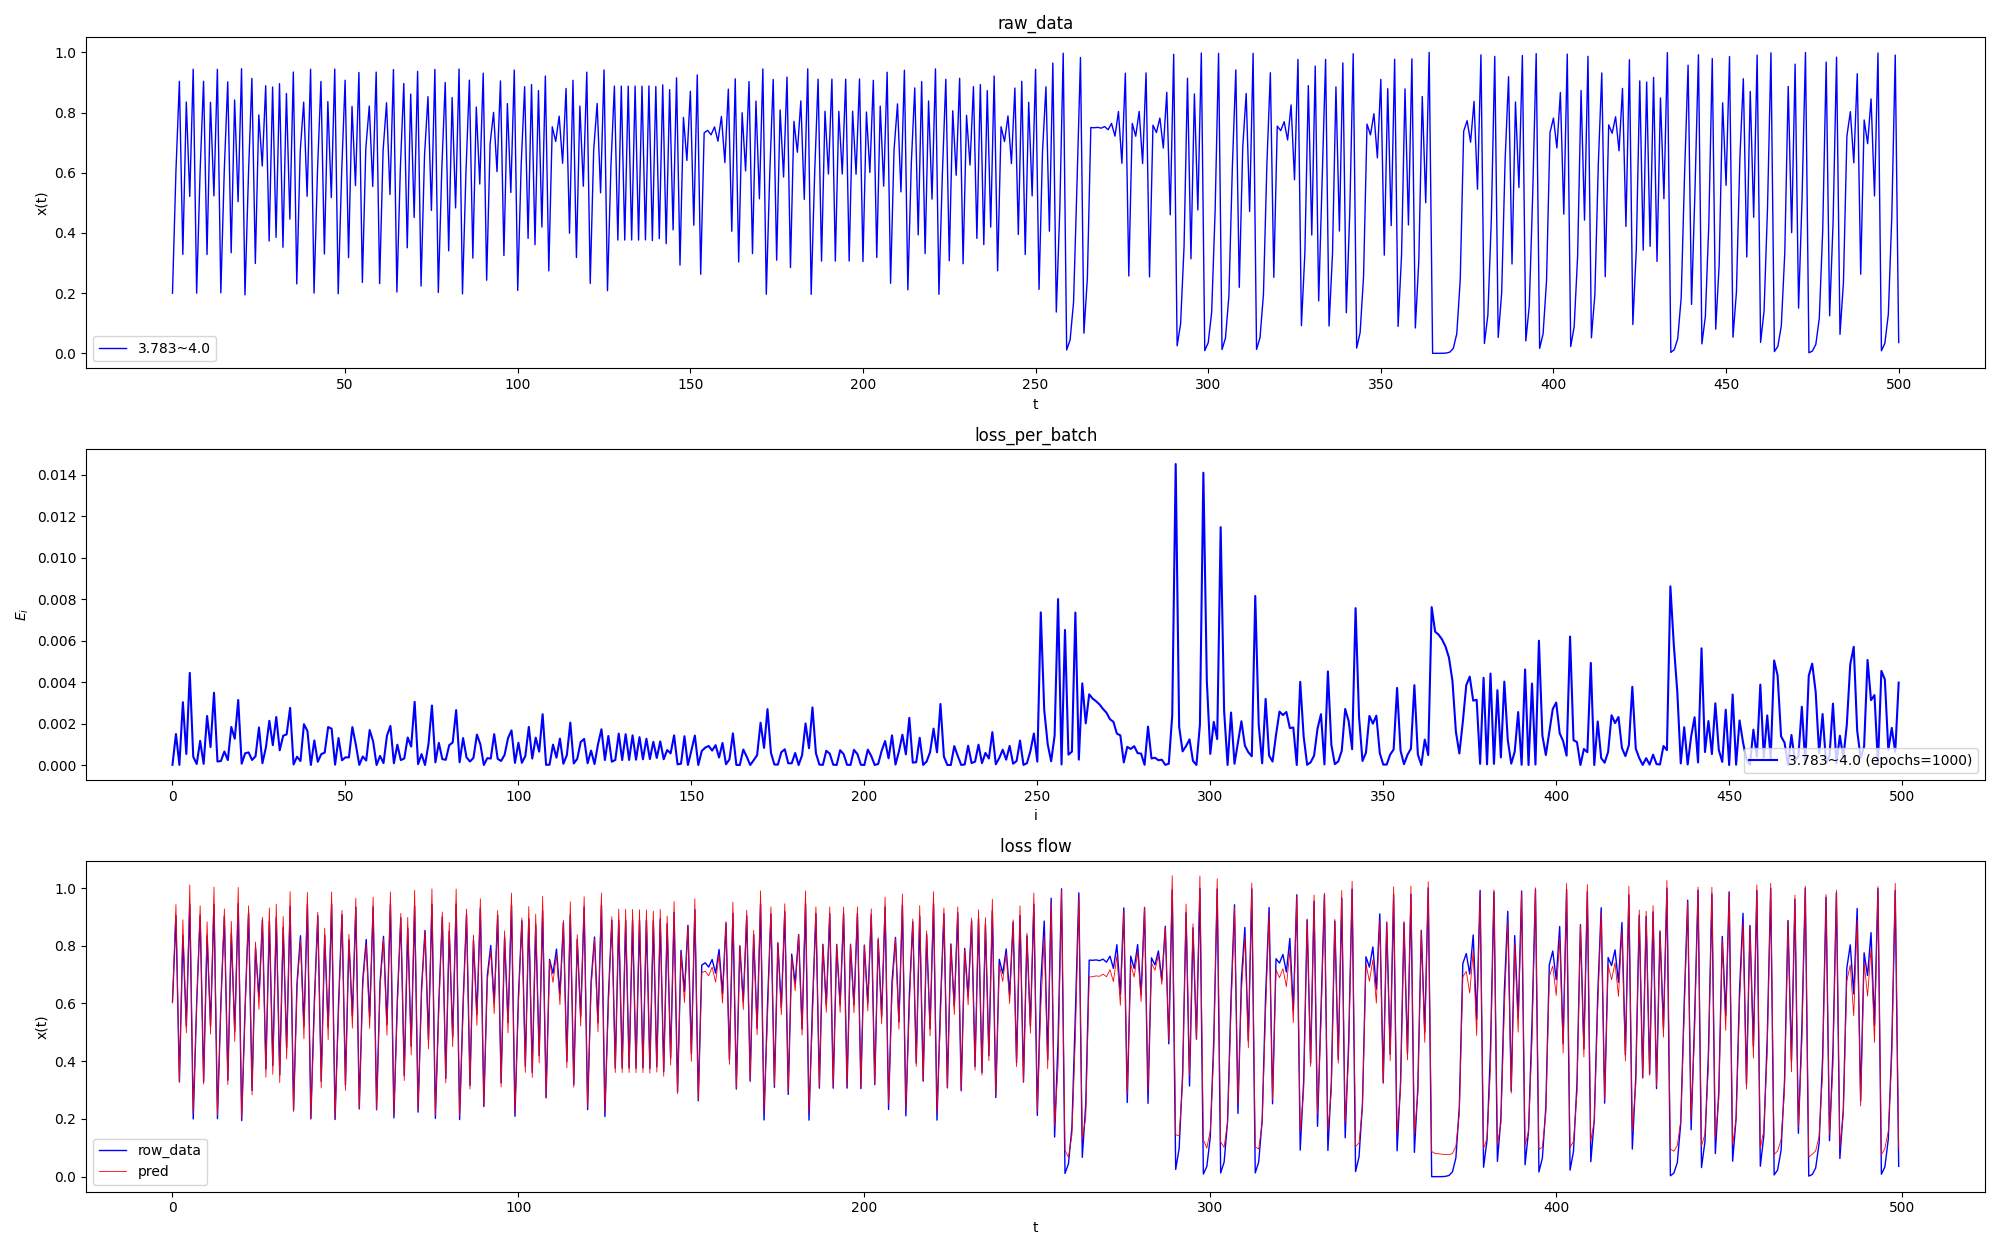 raw_data
1.0
0.8
0.6
0.4
0.2
0.0
x(t)
3.783~4.0
50 100 150 200 250 300 350 400 450 500
t
loss_per_batch
0.014
0.012
0.010
0.008
0.006
0.004
0.002
0.000
E_i
3.783~4.0 (epochs=1000)
0 50 100 150 200 250 300 350 400 450 500
i
loss flow
1.0
0.8
0.6
0.4
0.2
0.0
x(t)
row_data
pred
0 100 200 300 400 500
t